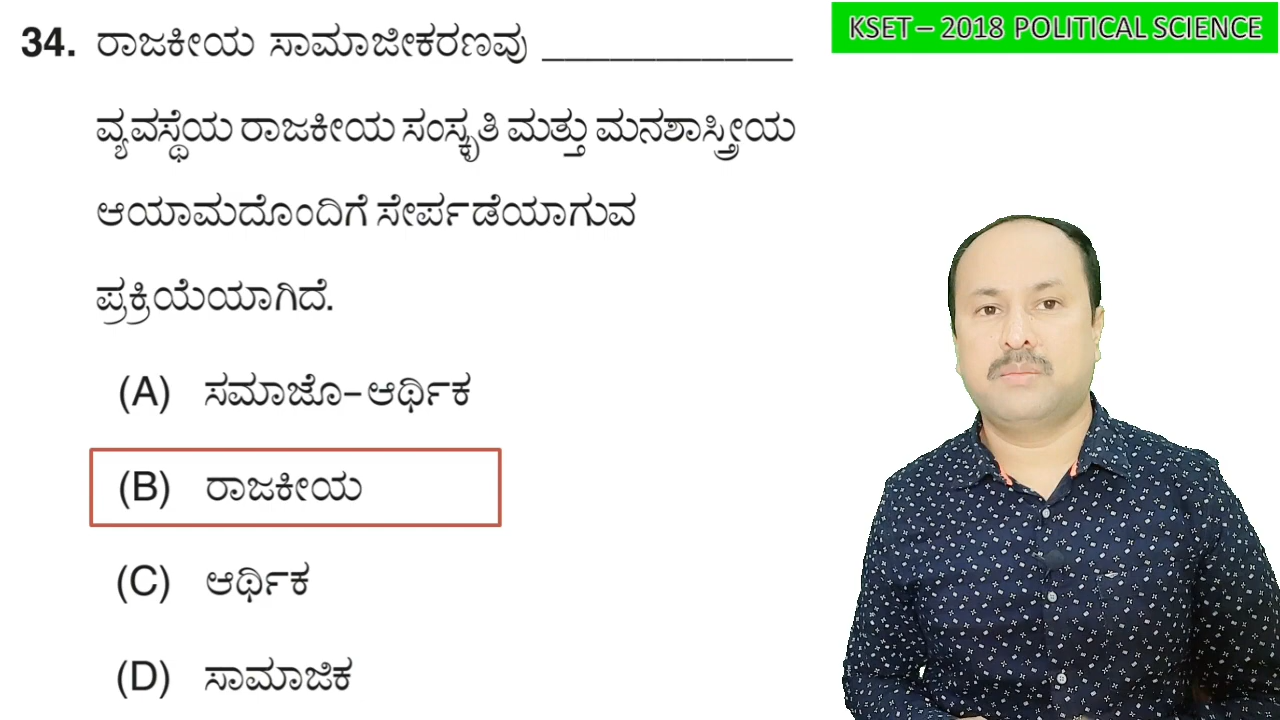 KSET – 2018 POLITICAL SCIENCE
34. ರಾಜಕೀಯ ಸಾಮಾಜೀಕರಣವು ___________
ವ್ಯವಸ್ಥೆಯ ರಾಜಕೀಯ ಸಂಸ್ಕೃತಿ ಮತ್ತು ಮನಶಾಸ್ತ್ರೀಯ
ಆಯಾಮದೊಂದಿಗೆ ಸೇರ್ಪಡೆಯಾಗುವ
ಪ್ರಕ್ರಿಯೆಯಾಗಿದೆ.
(A) ಸಮಾಜೊ–ಆರ್ಥಿಕ
(B) ರಾಜಕೀಯ
(C) ಆರ್ಥಿಕ
(D) ಸಾಮಾಜಿಕ